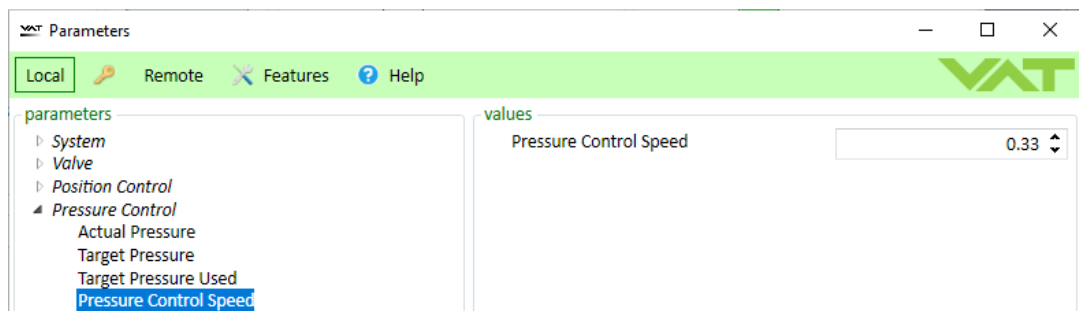 VAT Parameters
Local Remote Features Help VAT
parameters
System
Valve
Position Control
Pressure Control
Actual Pressure
Target Pressure
Target Pressure Used
Pressure Control Speed
values
Pressure Control Speed 0.33